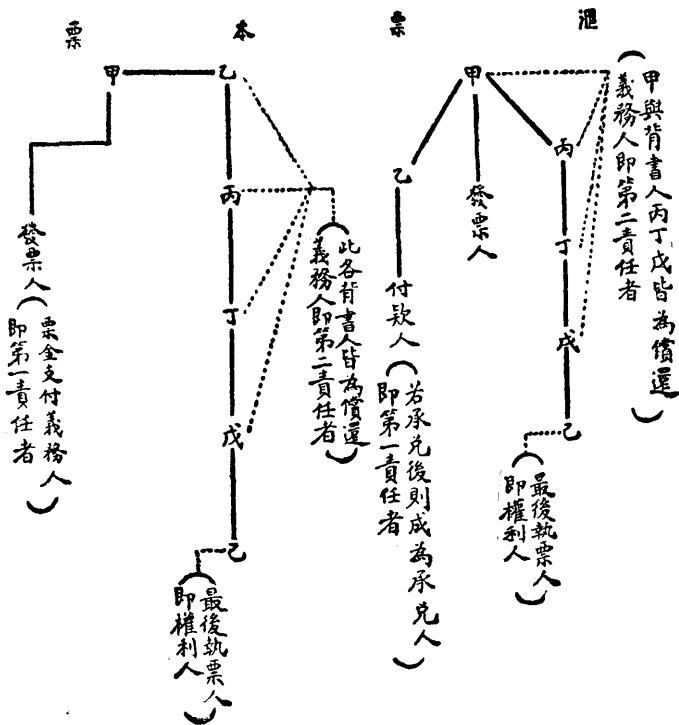 匯票
甲與背書人丙丁戊皆為償還
義務人即第二責任者
甲
丙
丁
戊
乙
最後執票人
即權利人
發票人
乙
付款人
若承兌後則成為承兌人
即第一責任者
本票
乙
丙
丁
戊
乙
此各背書人皆為償還
義務人即第二責任者
最後執票人
即權利人
甲
發票人
票金支付義務人
即第一責任者